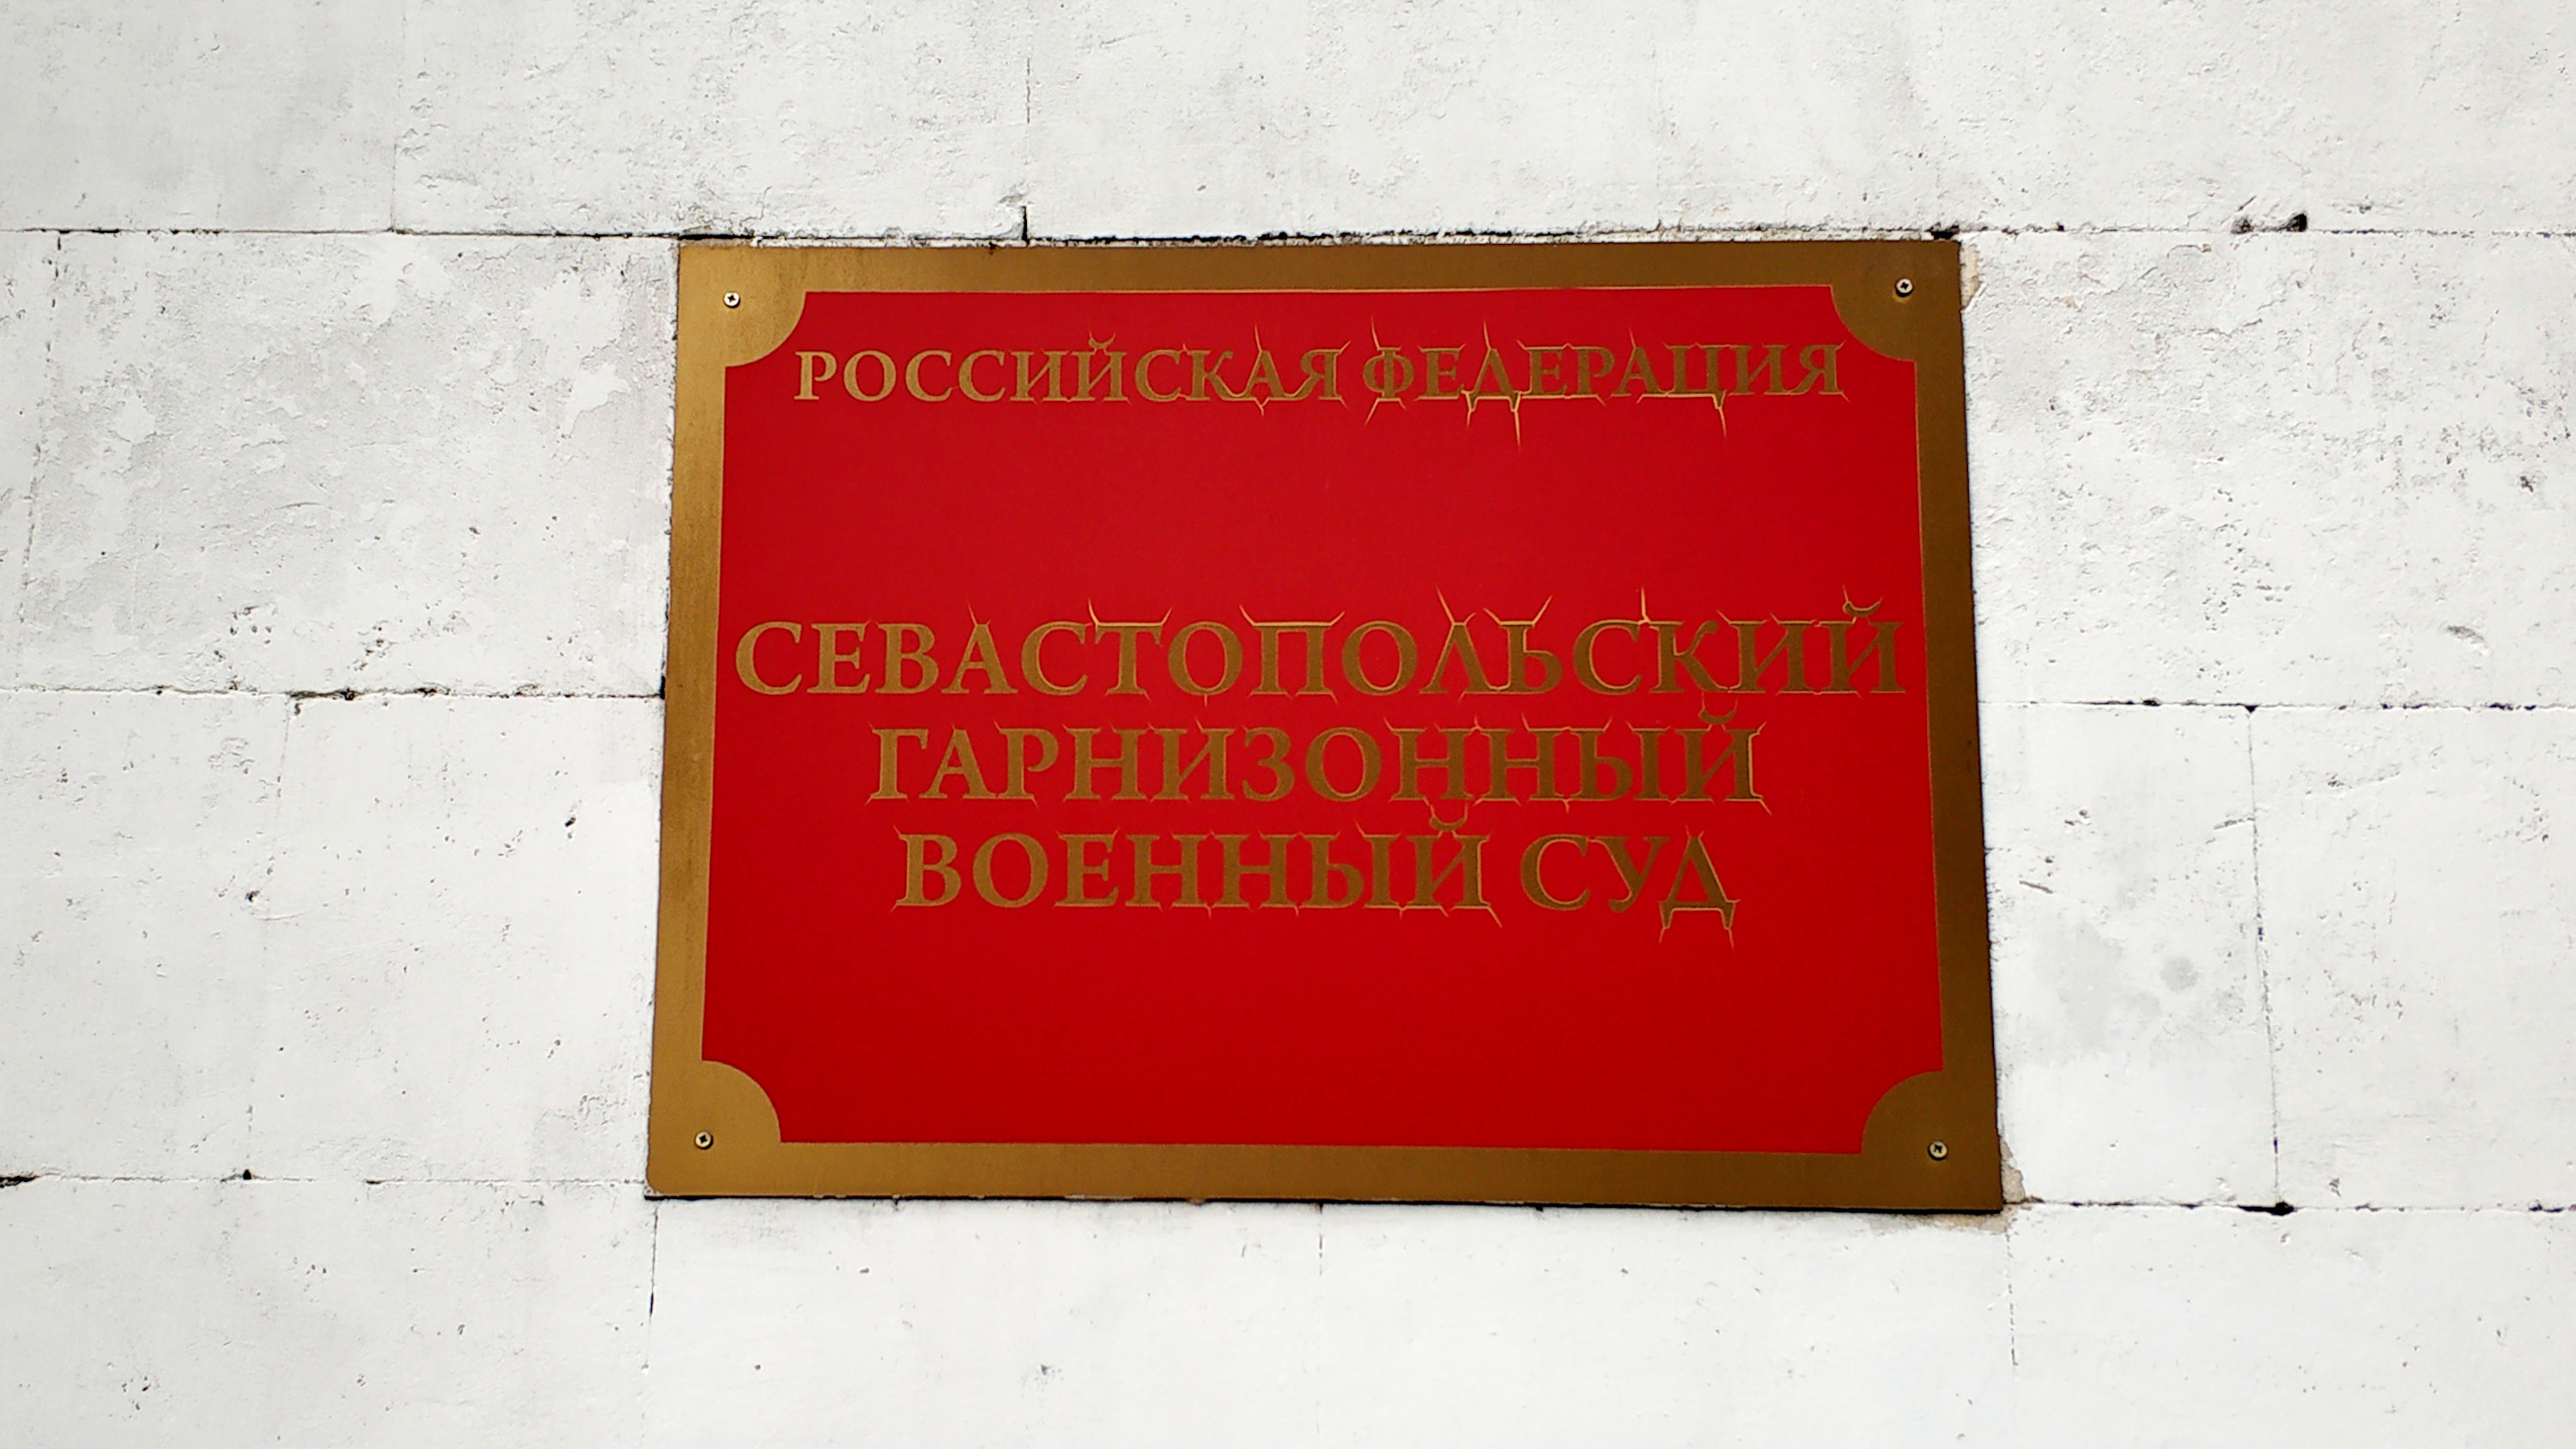 РОССИЙСКАЯ ФЕДЕРАЦИЯ
СЕВАСТОПОЛЬСКИЙ
ГАРНИЗОННЫЙ
ВОЕННЫЙ СУД